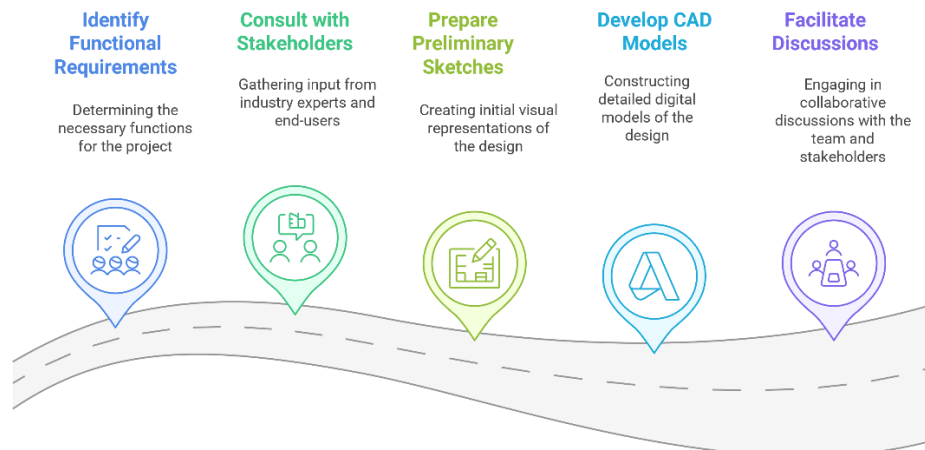 Identify
Functional
Requirements
Determining the
necessary functions
for the project
Consult with
Stakeholders
Gathering input from
industry experts and
end-users
Prepare
Preliminary
Sketches
Creating initial visual
representations of
the design
Develop CAD
Models
Constructing
detailed digital
models of the
design
Facilitate
Discussions
Engaging in
collaborative
discussions with the
team and
stakeholders